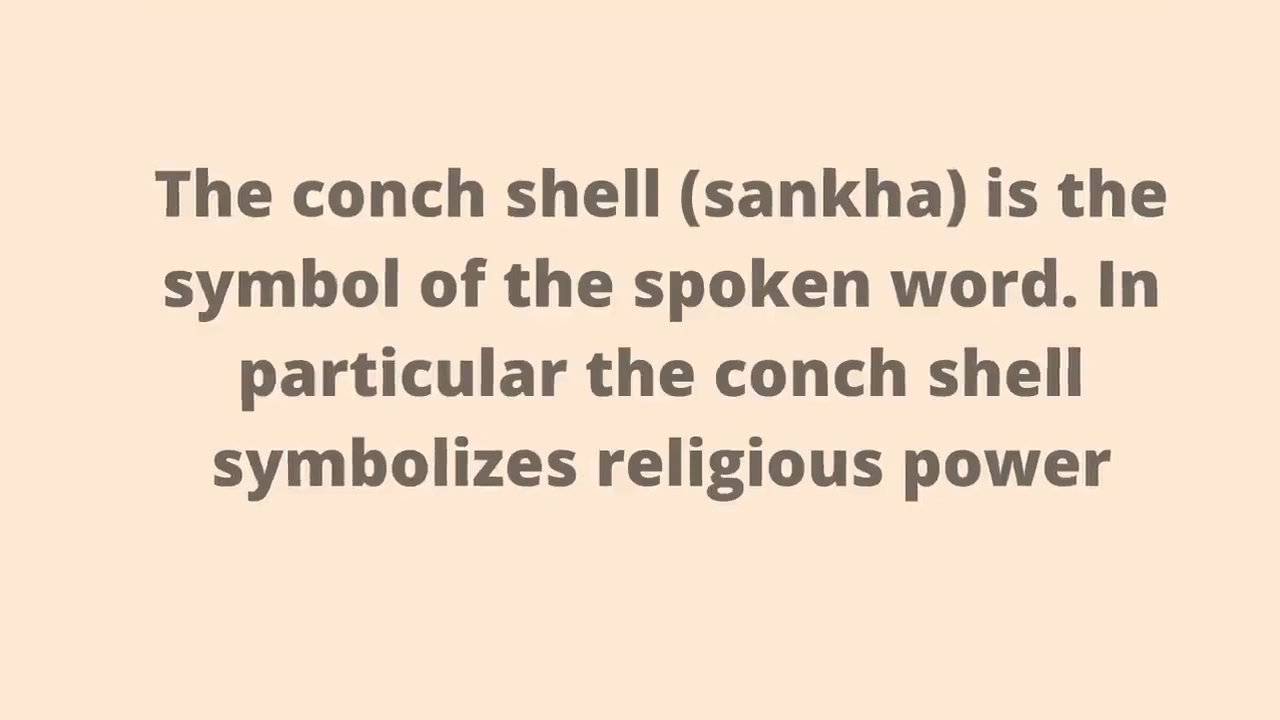 The conch shell (sankha) is the
symbol of the spoken word. In
particular the conch shell
symbolizes religious power